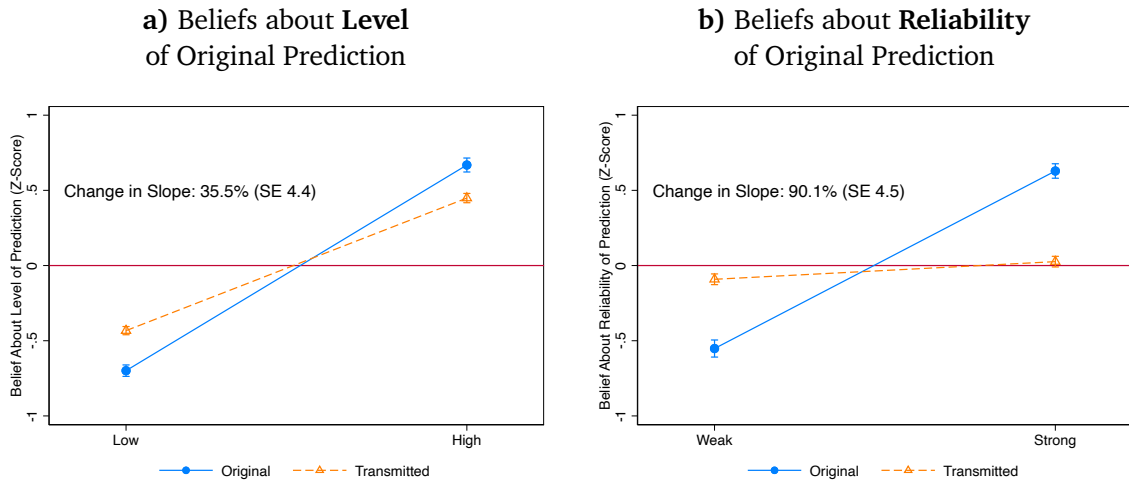 a) Beliefs about Level
of Original Prediction
Belief About Level of Prediction (Z-Score)
1
.5
0
-.5
-1
Change in Slope: 35.5% (SE 4.4)
Low
High
Original
Transmitted
b) Beliefs about Reliability
of Original Prediction
Belief About Reliability of Prediction (Z-Score)
1
.5
0
-.5
-1
Change in Slope: 90.1% (SE 4.5)
Weak
Strong
Original
Transmitted